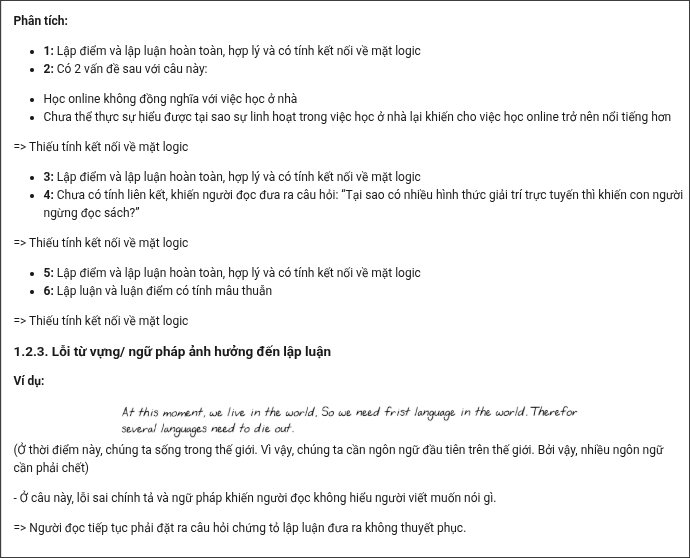 Phân tích:
1: Lập điểm và lập luận hoàn toàn, hợp lý và có tính kết nối về mặt logic
2: Có 2 vấn đề sau với câu này:
Học online không đồng nghĩa với việc học ở nhà
Chưa thể thực sự hiểu được tại sao sự linh hoạt trong việc học ở nhà lại khiến cho việc học online trở nên nổi tiếng hơn
=> Thiếu tính kết nối về mặt logic
3: Lập điểm và lập luận hoàn toàn, hợp lý và có tính kết nối về mặt logic
4: Chưa có tính liên kết, khiến người đọc đưa ra câu hỏi: “Tại sao có nhiều hình thức giải trí trực tuyến thì khiến con người
ngừng đọc sách?”
=> Thiếu tính kết nối về mặt logic
5: Lập điểm và lập luận hoàn toàn, hợp lý và có tính kết nối về mặt logic
6: Lập luận và luận điểm có tính mâu thuẫn
=> Thiếu tính kết nối về mặt logic
1.2.3. Lỗi từ vựng/ ngữ pháp ảnh hưởng đến lập luận
Ví dụ:
At this moment, we live in the world, So we need frist language in the world. Therefor
several languages need to die out.
(Ở thời điểm này, chúng ta sống trong thế giới. Vì vậy, chúng ta cần ngôn ngữ đầu tiên trên thế giới. Bởi vậy, nhiều ngôn ngữ
cần phải chết)
- Ở câu này, lỗi sai chính tả và ngữ pháp khiến người đọc không hiểu người viết muốn nói gì.
=> Người đọc tiếp tục phải đặt ra câu hỏi chứng tỏ lập luận đưa ra không thuyết phục.